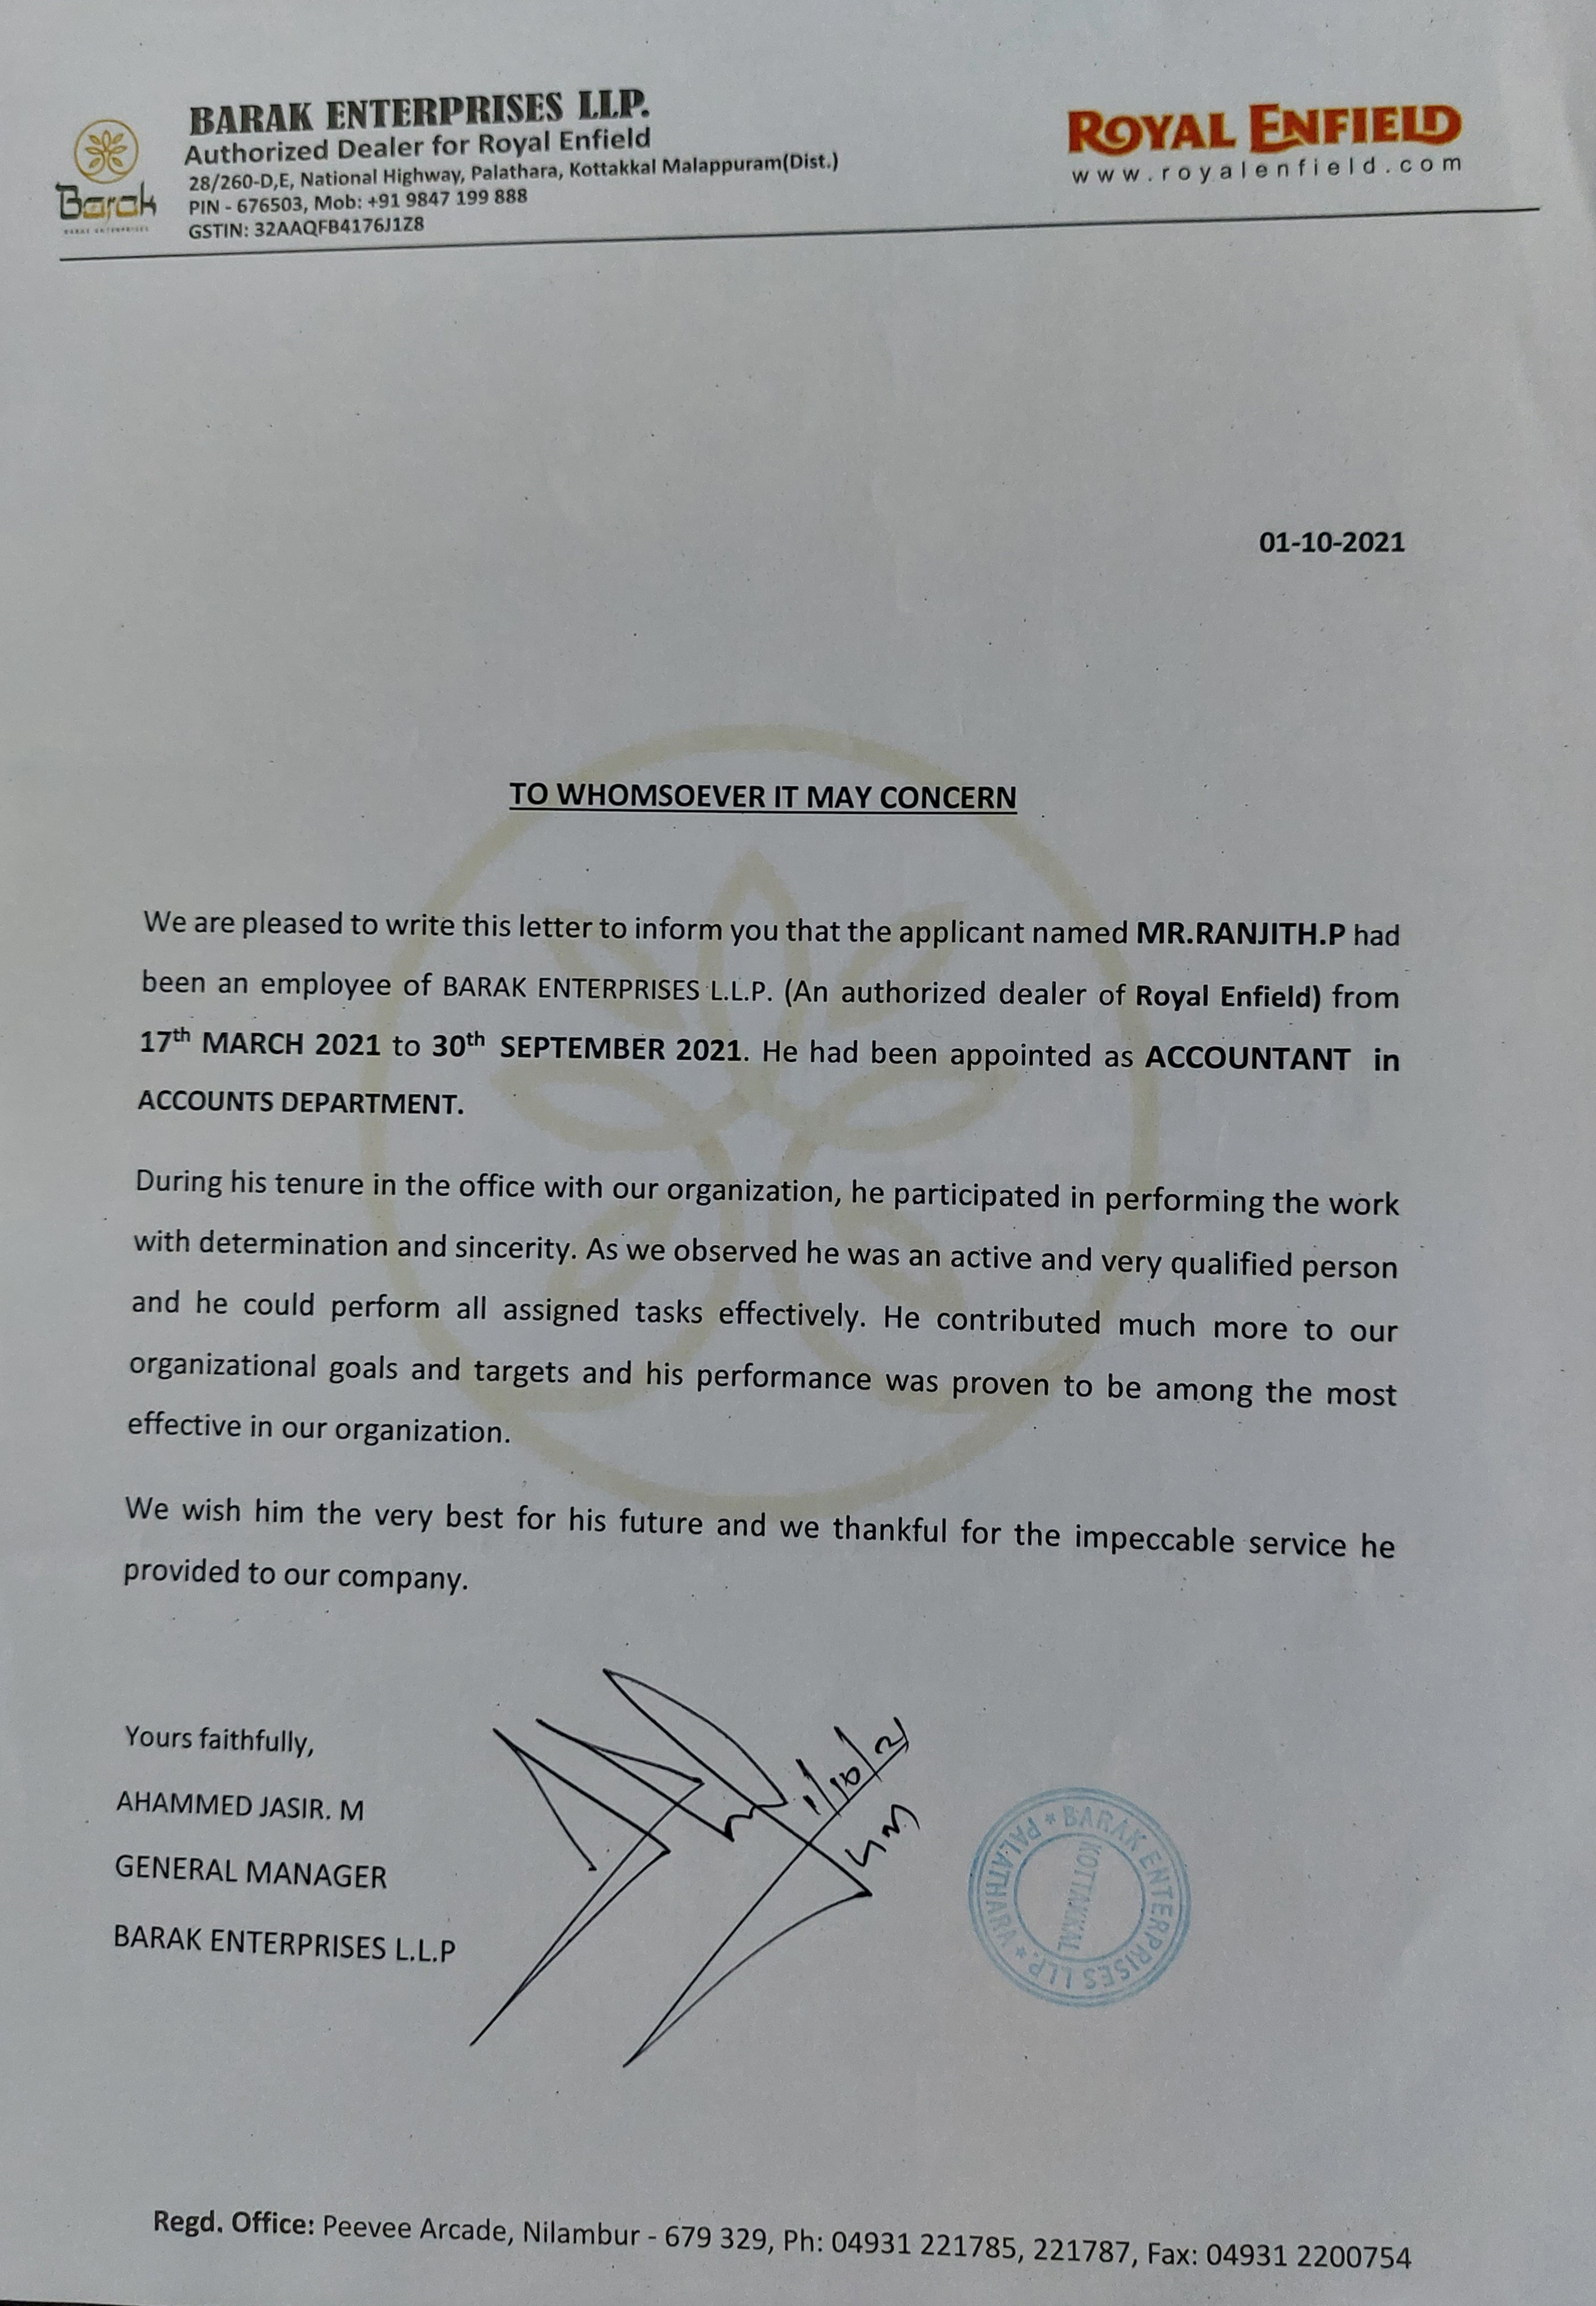 BARAK ENTERPRISES LLP.
Authorized Dealer for Royal Enfield
28/260-D,E, National Highway, Palathara, Kottakkal Malappuram(Dist.)
PIN - 676503, Mob: +91 9847 199 888
GSTIN: 32AAQFB4176J1Z8
Barak
BARAK ENTERPRISES
ROYAL ENFIELD
www.royalenfield.com
01-10-2021
TO WHOMSOEVER IT MAY CONCERN
We are pleased to write this letter to inform you that the applicant named MR.RANJITH.P had
been an employee of BARAK ENTERPRISES L.L.P. (An authorized dealer of Royal Enfield) from
17th MARCH 2021 to 30th SEPTEMBER 2021. He had been appointed as ACCOUNTANT in
ACCOUNTS DEPARTMENT.
During his tenure in the office with our organization, he participated in performing the work
with determination and sincerity. As we observed he was an active and very qualified person
and he could perform all assigned tasks effectively. He contributed much more to our
organizational goals and targets and his performance was proven to be among the most
effective in our organization.
We wish him the very best for his future and we thankful for the impeccable service he
provided to our company.
Yours faithfully,
AHAMMED JASIR. M
GENERAL MANAGER
BARAK ENTERPRISES L.L.P
1/10/21
* BARAK ENTERPRISES LLP. * PALATHARA
KOTTAKKAL
Regd. Office: Peevee Arcade, Nilambur - 679 329, Ph: 04931 221785, 221787, Fax: 04931 2200754